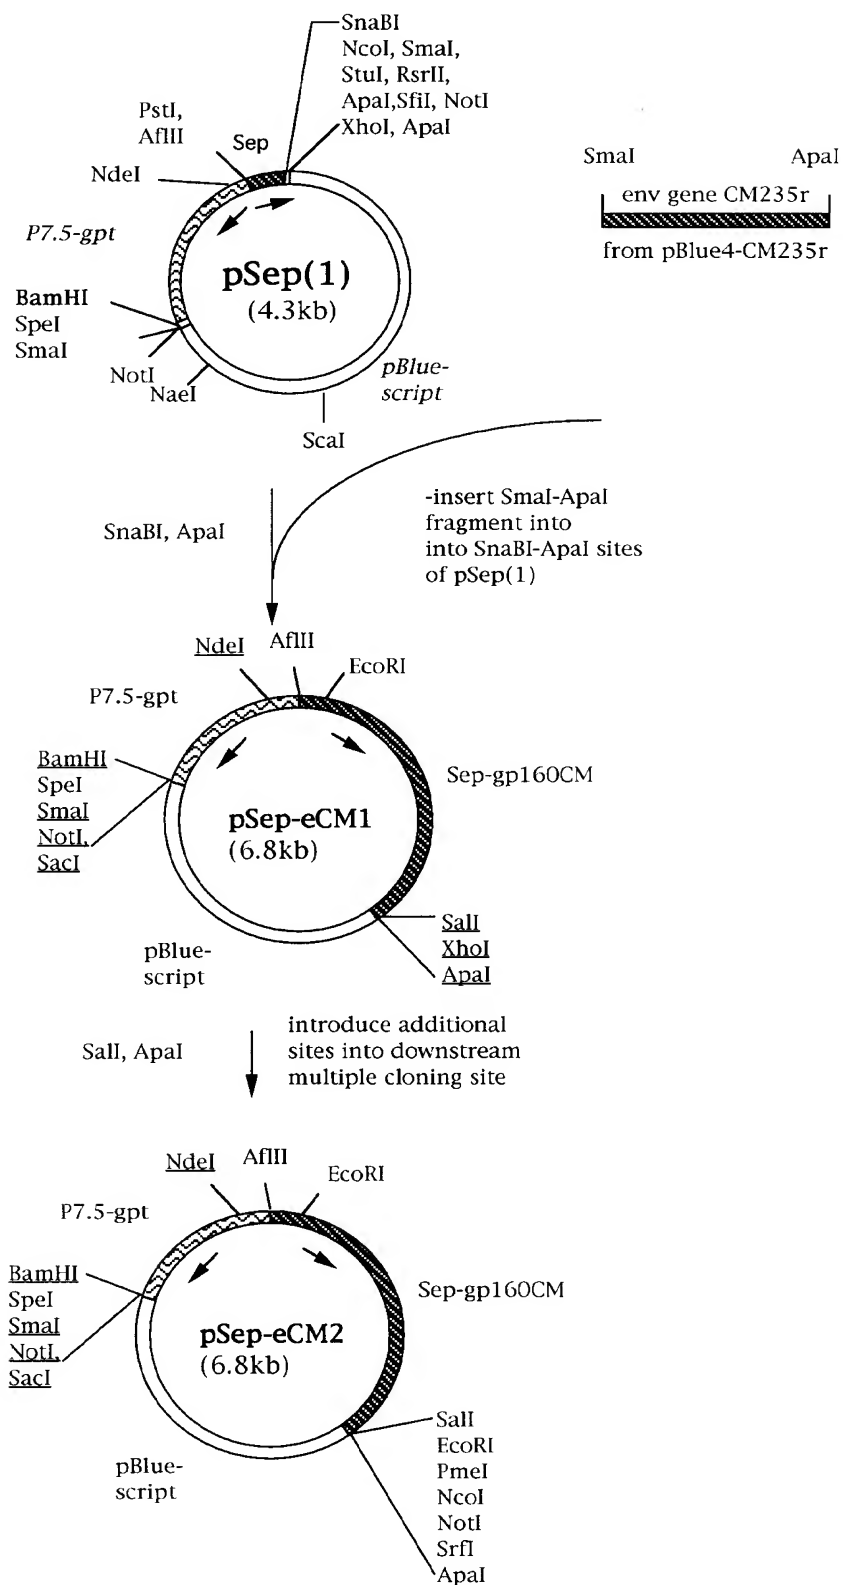 SnaBI
NcoI, SmaI,
StuI, RsrII,
ApaI,SfiI, NotI
XhoI, ApaI
PstI,
AflII
Sep
NdeI
P7.5-gpt
BamHI
SpeI
SmaI
NotI
NaeI
ScaI
pSep(1)
(4.3kb)
pBlue-
script
SmaI
ApaI
env gene CM235r
from pBlue4-CM235r
SnaBI, ApaI
-insert SmaI-ApaI
fragment into
into SnaBI-ApaI sites
of pSep(1)
NdeI
AflII
EcoRI
P7.5-gpt
BamHI
SpeI
SmaI
NotI,
SacI
Sep-gp160CM
pSep-eCM1
(6.8kb)
SalI
XhoI
ApaI
pBlue-
script
SalI, ApaI
introduce additional
sites into downstream
multiple cloning site
NdeI
AflII
EcoRI
P7.5-gpt
BamHI
SpeI
SmaI
NotI,
SacI
Sep-gp160CM
pSep-eCM2
(6.8kb)
SalI
EcoRI
PmeI
NcoI
NotI
SrfI
ApaI
pBlue-
script